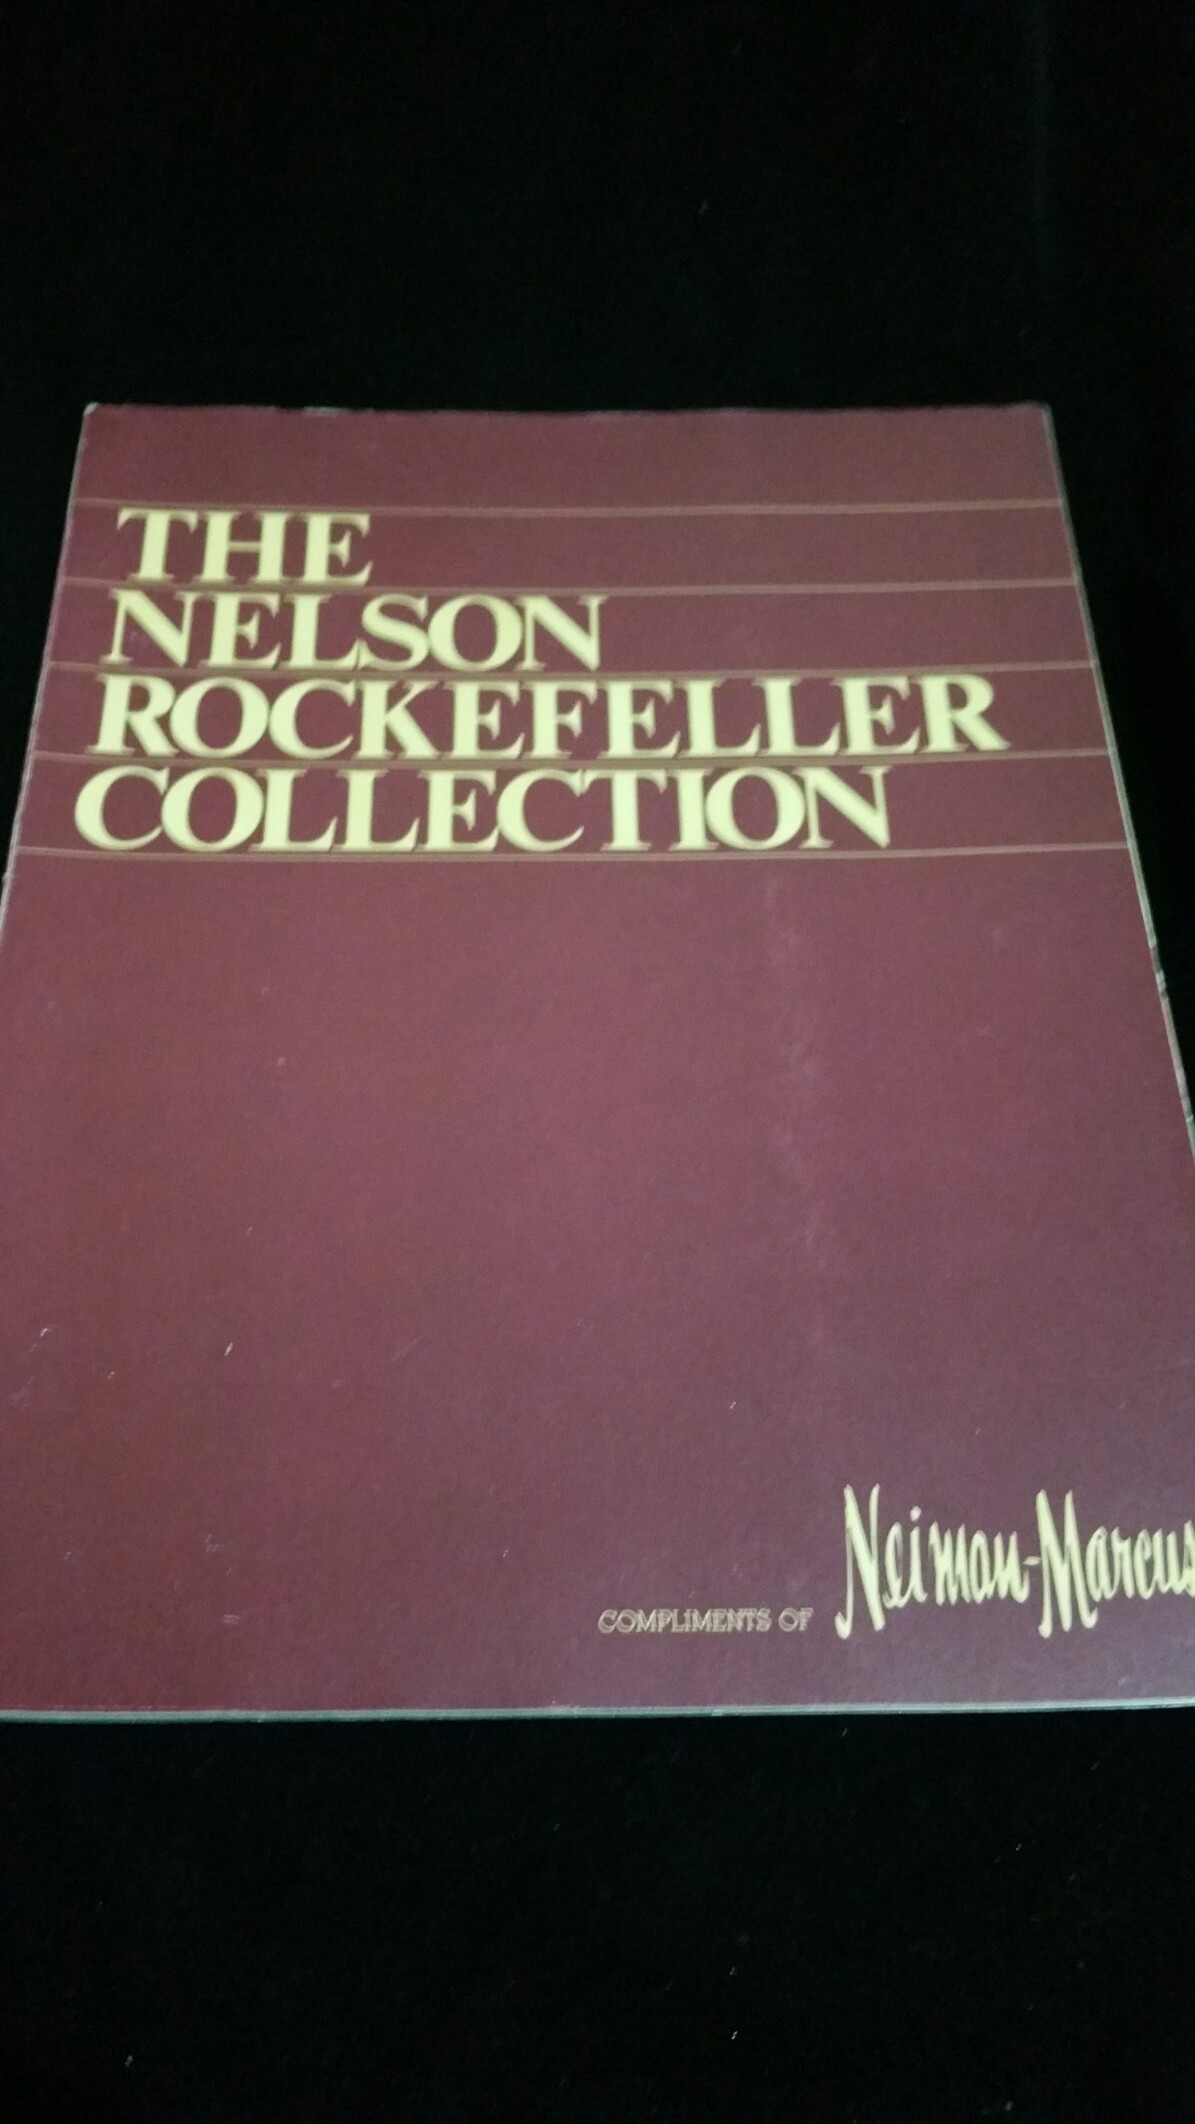 THE
NELSON
ROCKEFELLER
COLLECTION
COMPLIMENTS OF Neiman-Marcus